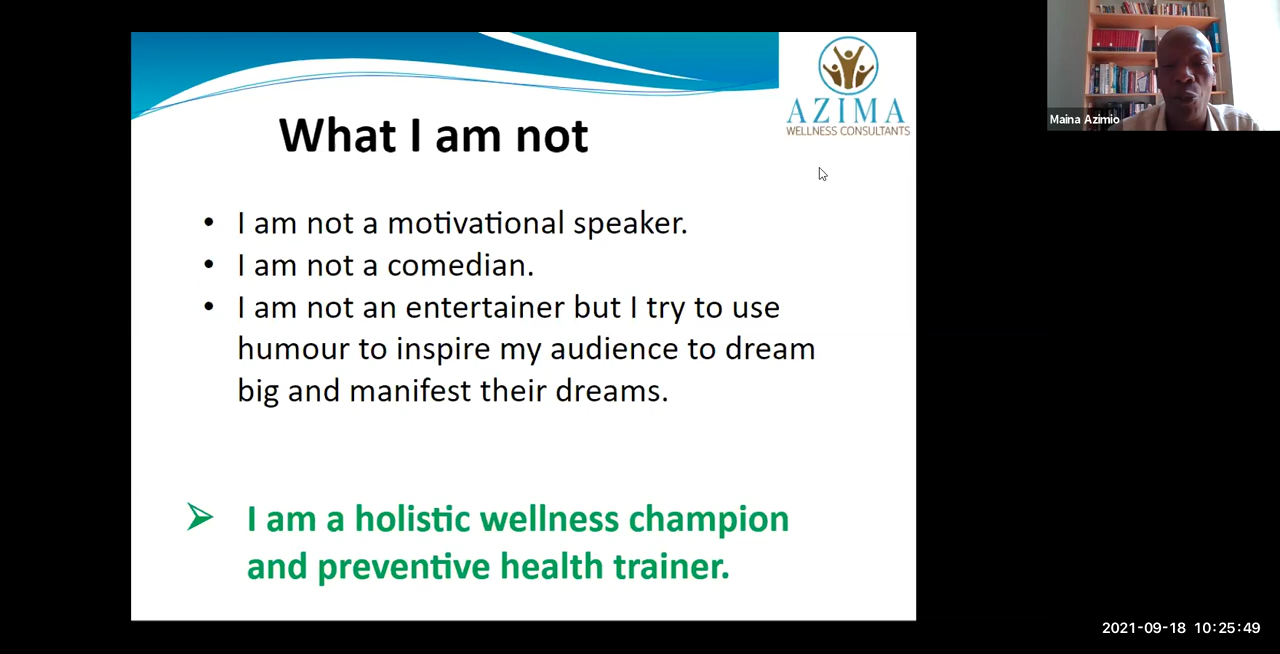 AZIMA
WELLNESS CONSULTANTS
What I am not
• I am not a motivational speaker.
• I am not a comedian.
• I am not an entertainer but I try to use
humour to inspire my audience to dream
big and manifest their dreams.
➢ I am a holistic wellness champion
and preventive health trainer.
Maina Azimio
2021-09-18 10:25:49